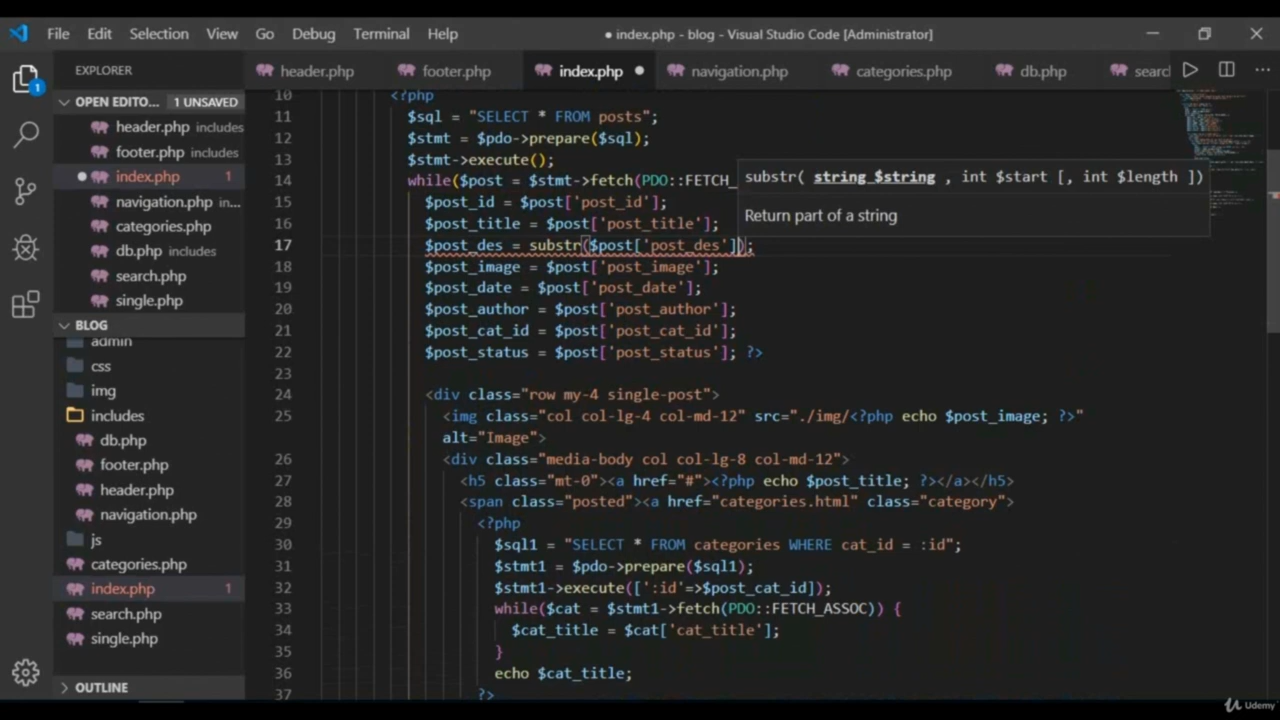 File Edit Selection View Go Debug Terminal Help
● index.php - blog - Visual Studio Code [Administrator]
EXPLORER
header.php footer.php index.php ● navigation.php categories.php db.php searc
1
OPEN EDITO... 1 UNSAVED
header.php includes
footer.php includes
index.php 1
navigation.php in...
categories.php
db.php includes
search.php
single.php
BLOG
admin
css
img
includes
db.php
footer.php
header.php
navigation.php
js
categories.php
index.php 1
search.php
single.php
OUTLINE
10 <?php
11 $sql = "SELECT * FROM posts";
12 $stmt = $pdo->prepare($sql);
13 $stmt->execute();
14 while($post = $stmt->fetch(PDO::FETCH_
substr( string $string , int $start [, int $length ])
Return part of a string
15 $post_id = $post['post_id'];
16 $post_title = $post['post_title'];
17 $post_des = substr($post['post_des']);
18 $post_image = $post['post_image'];
19 $post_date = $post['post_date'];
20 $post_author = $post['post_author'];
21 $post_cat_id = $post['post_cat_id'];
22 $post_status = $post['post_status']; ?>
23
24 <div class="row my-4 single-post">
25 <img class="col col-lg-4 col-md-12" src="./img/<?php echo $post_image; ?>"
alt="Image">
26 <div class="media-body col col-lg-8 col-md-12">
27 <h5 class="mt-0"><a href="#"><?php echo $post_title; ?></a></h5>
28 <span class="posted"><a href="categories.html" class="category">
29 <?php
30 $sql1 = "SELECT * FROM categories WHERE cat_id = :id";
31 $stmt1 = $pdo->prepare($sql1);
32 $stmt1->execute([':id'=>$post_cat_id]);
33 while($cat = $stmt1->fetch(PDO::FETCH_ASSOC)) {
34 $cat_title = $cat['cat_title'];
35 }
36 echo $cat_title;
37 ?>
Udemy